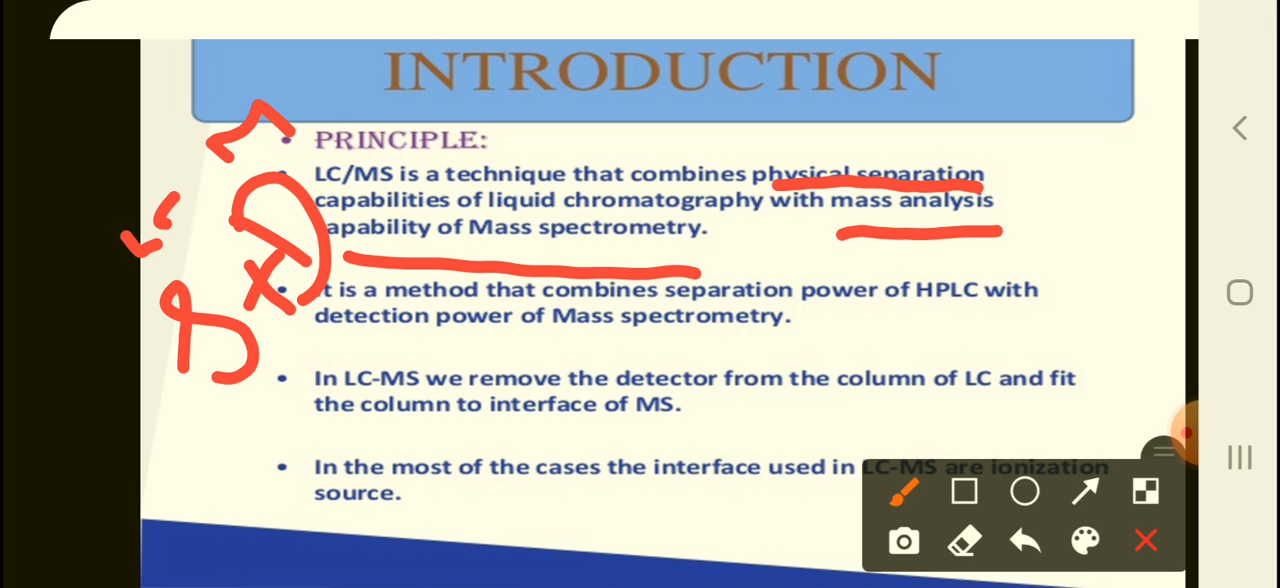 INTRODUCTION
• PRINCIPLE:
• LC/MS is a technique that combines physical separation
capabilities of liquid chromatography with mass analysis
capability of Mass spectrometry.
• It is a method that combines separation power of HPLC with
detection power of Mass spectrometry.
• In LC-MS we remove the detector from the column of LC and fit
the column to interface of MS.
• In the most of the cases the interface used in LC-MS are ionization
source.